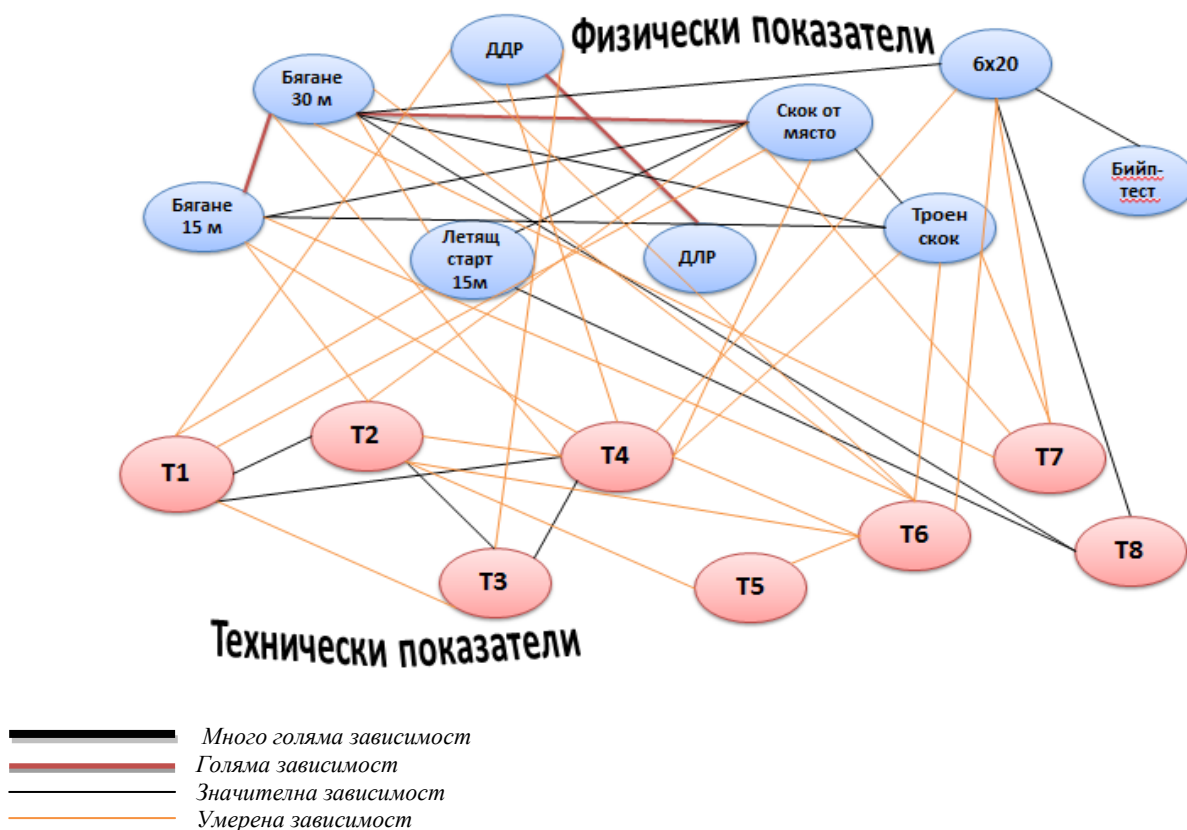 Физически показатели
ДДР
6х20
Бягане
30 м
Скок от
място
Бийп-
тест
Бягане
15 м
Летящ
старт
15м
ДЛР
Троен
скок
Т1
Т2
Т4
Т7
Т6
Т8
Т3
Т5
Технически показатели
Много голяма зависимост
Голяма зависимост
Значителна зависимост
Умерена зависимост